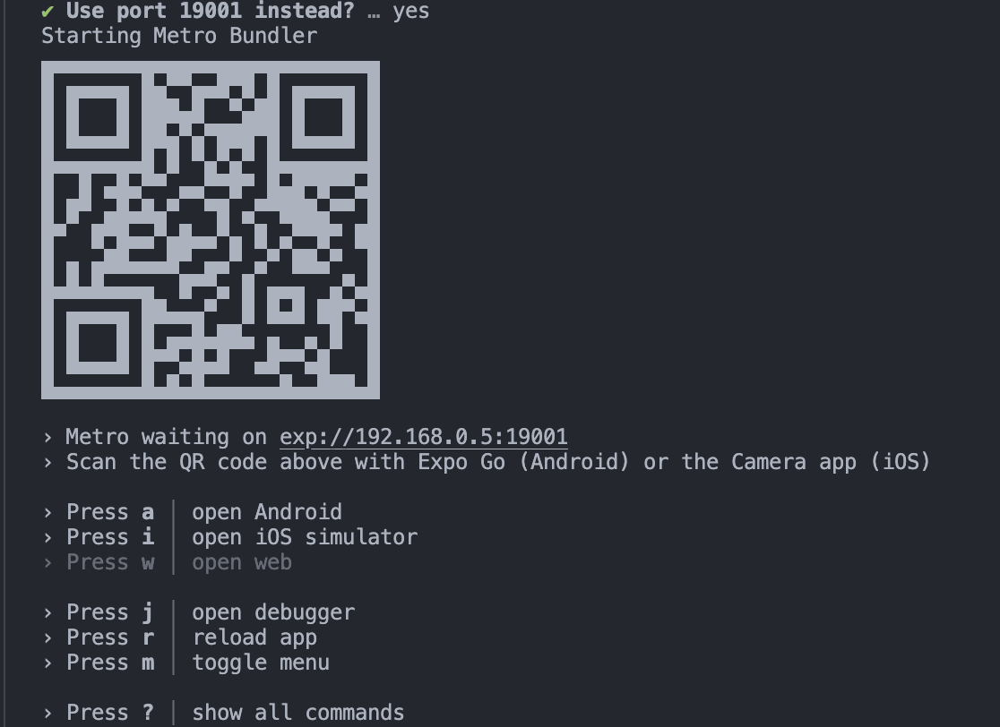 ✔ Use port 19001 instead? … yes
Starting Metro Bundler
› Metro waiting on exp://192.168.0.5:19001
› Scan the QR code above with Expo Go (Android) or the Camera app (iOS)
› Press a │ open Android
› Press i │ open iOS simulator
› Press w │ open web
› Press j │ open debugger
› Press r │ reload app
› Press m │ toggle menu
› Press ? │ show all commands